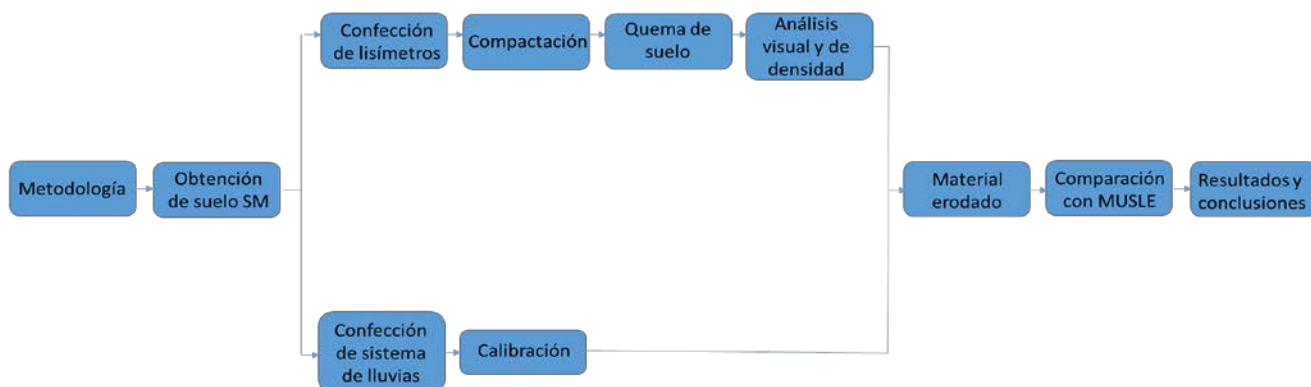 Metodología
Obtención
de suelo SM
Confección
de lisímetros
Compactación
Quema de
suelo
Análisis
visual y de
densidad
Confección
de sistema
de lluvias
Calibración
Material
erodado
Comparación
con MUSLE
Resultados y
conclusiones